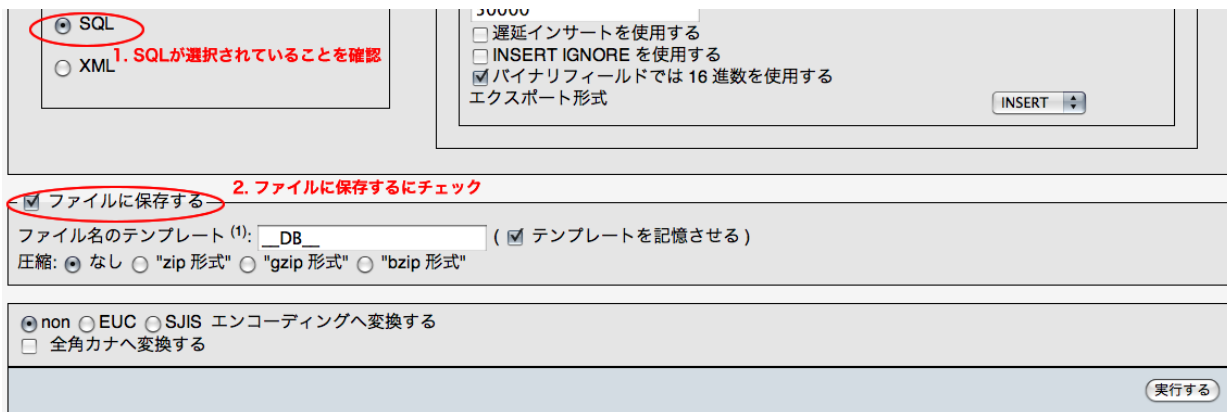 SQL
1. SQLが選択されていることを確認
XML
50000
遅延インサートを使用する
INSERT IGNORE を使用する
バイナリフィールドでは 16 進数を使用する
エクスポート形式
INSERT
2. ファイルに保存するにチェック
ファイルに保存する
ファイル名のテンプレート (1): __DB__ ( テンプレートを記憶させる )
圧縮: なし "zip 形式" "gzip 形式" "bzip 形式"
non EUC SJIS エンコーディングへ変換する
全角カナへ変換する
実行する